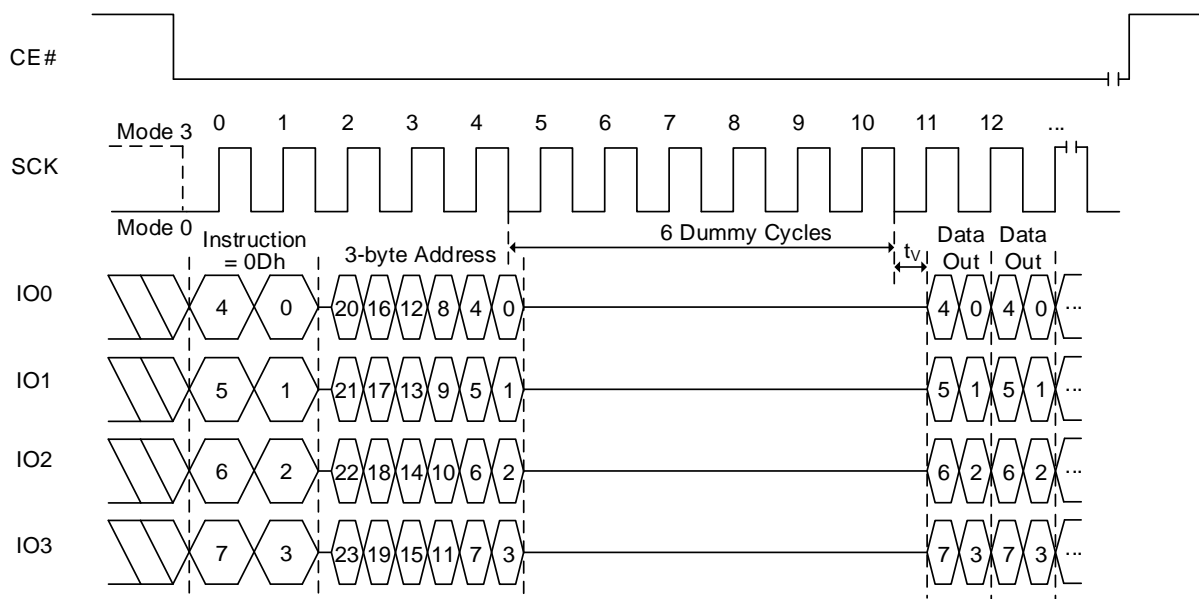 CE#
Mode 3 0 1 2 3 4 5 6 7 8 9 10 11 12 ...
SCK
Mode 0
Instruction = 0Dh
3-byte Address
6 Dummy Cycles
tV
Data Out
Data Out
IO0 4 0 20 16 12 8 4 0 4 0 4 0 ...
IO1 5 1 21 17 13 9 5 1 5 1 5 1 ...
IO2 6 2 22 18 14 10 6 2 6 2 6 2 ...
IO3 7 3 23 19 15 11 7 3 7 3 7 3 ...